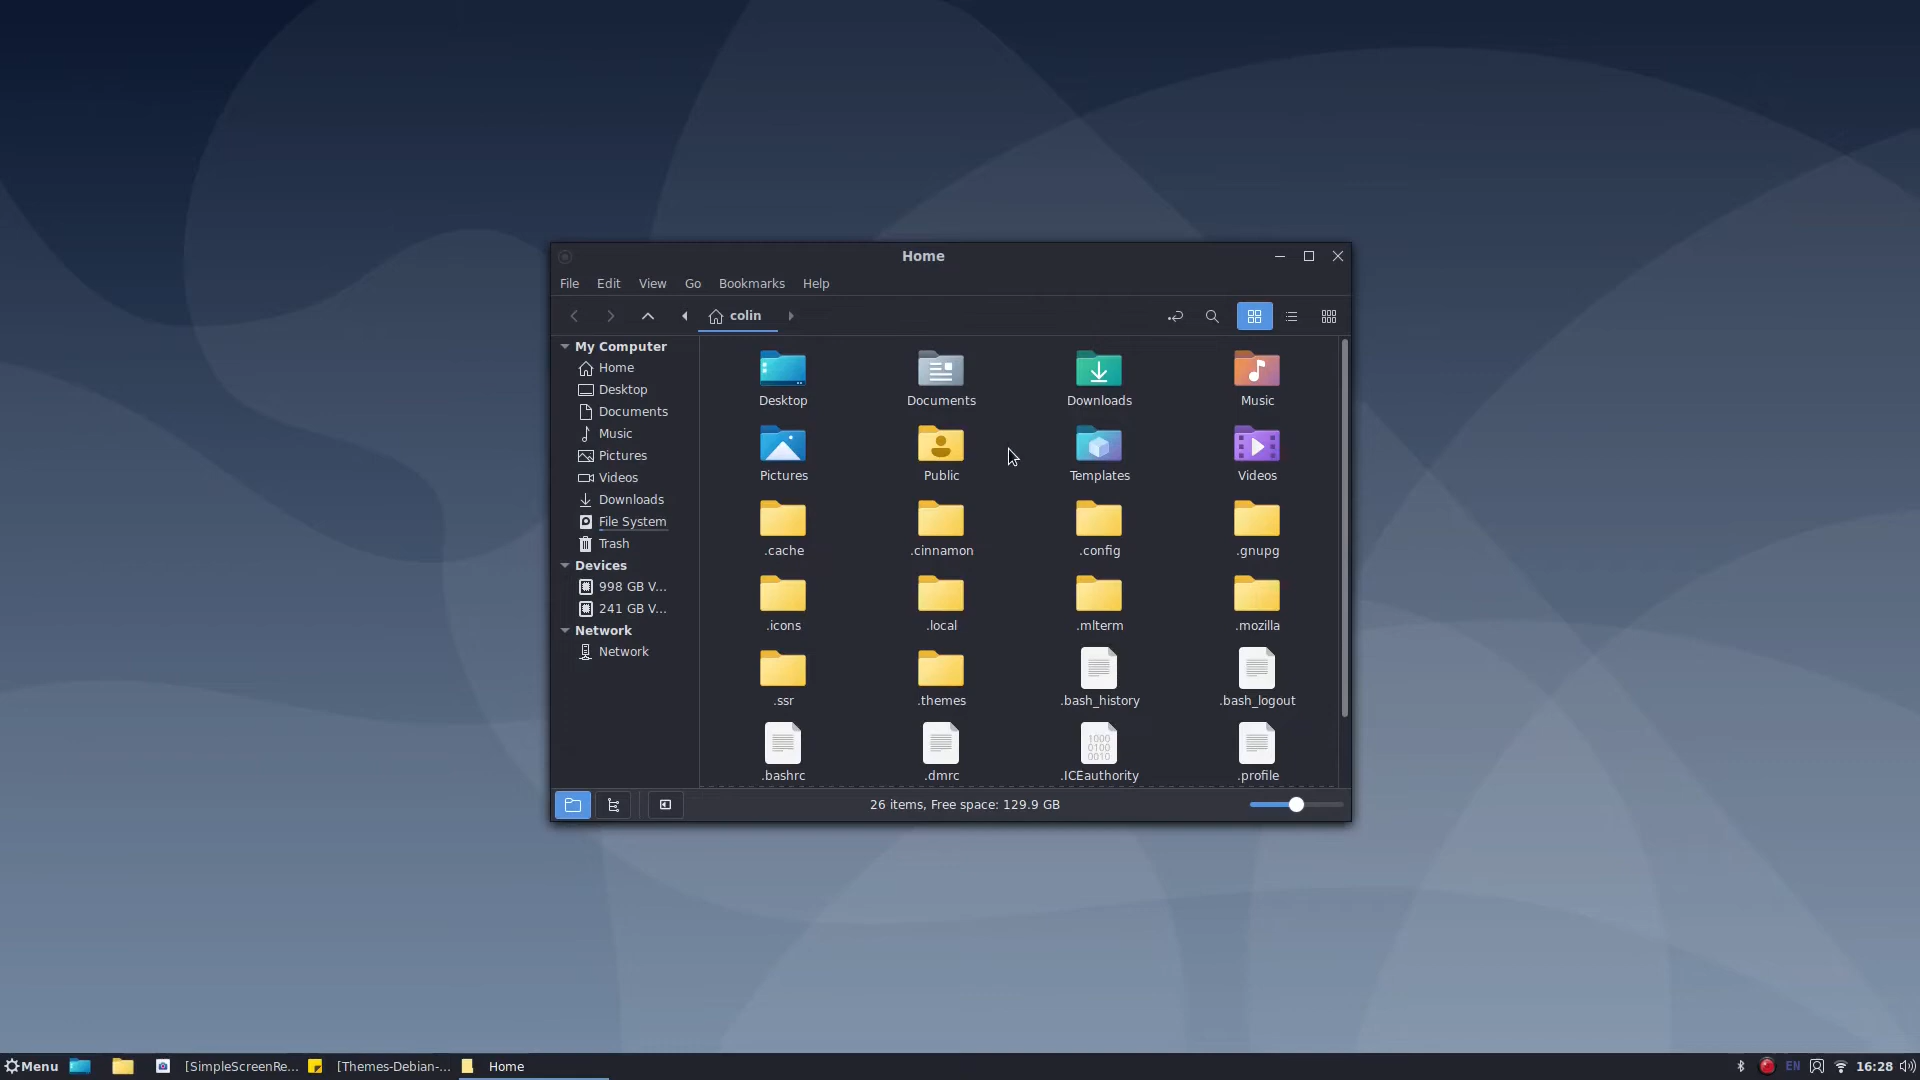 Home
File Edit View Go Bookmarks Help
colin
My Computer
Home
Desktop
Documents
Music
Pictures
Videos
Downloads
File System
Trash
Devices
998 GB V...
241 GB V...
Network
Network
Desktop Documents Downloads Music
Pictures Public Templates Videos
.cache .cinnamon .config .gnupg
.icons .local .mlterm .mozilla
.ssr .themes .bash_history .bash_logout
1000
0100
0010
.bashrc .dmrc .ICEauthority .profile
26 items, Free space: 129.9 GB
Menu [SimpleScreenRe... [Themes-Debian-... Home EN 16:28